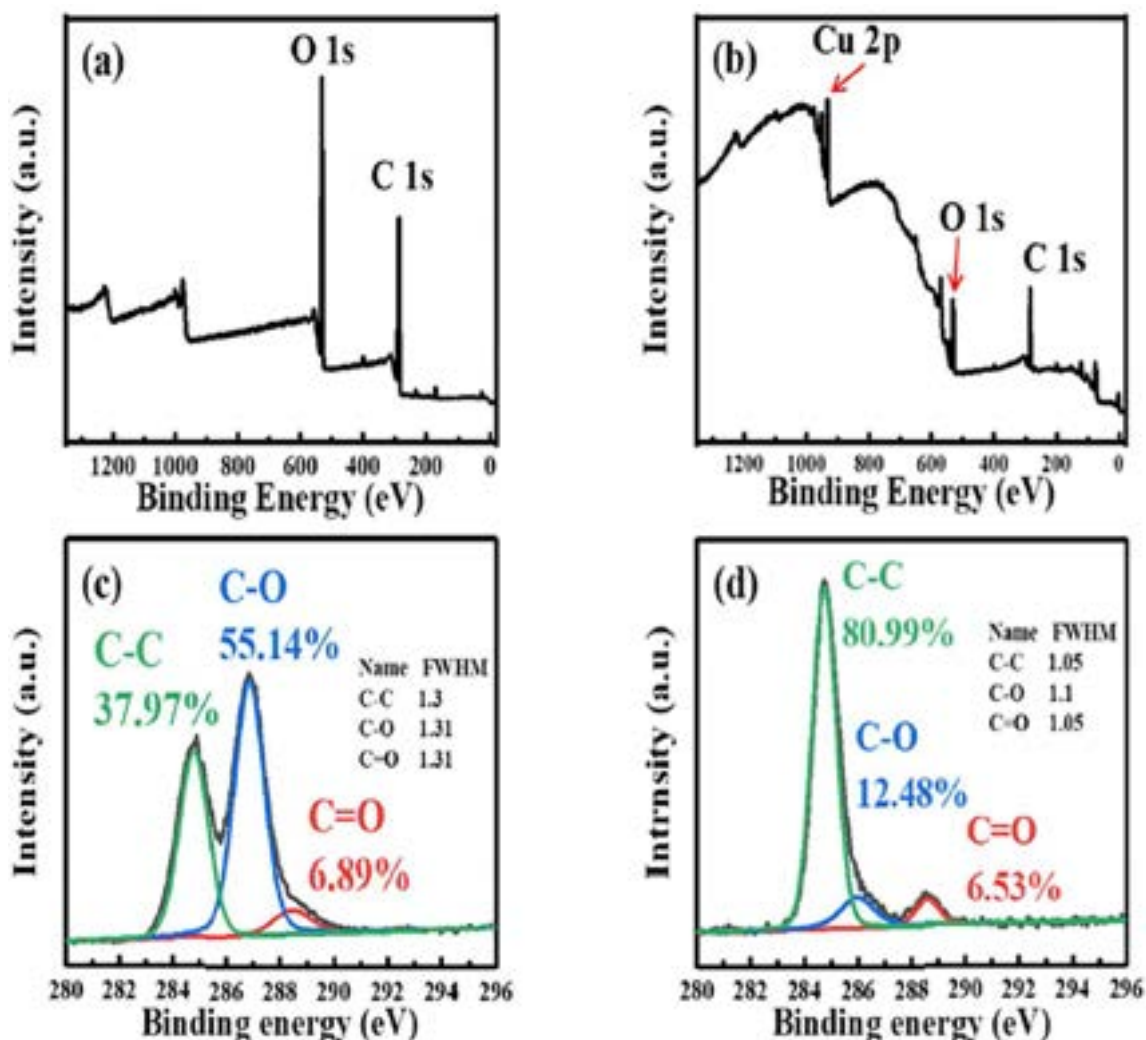 (a)
O 1s
C 1s
Intensity (a.u.)
1200 1000 800 600 400 200 0
Binding Energy (eV)
(b)
Cu 2p
O 1s
C 1s
Intensity (a.u.)
1200 1000 800 600 400 200 0
Binding Energy (eV)
(c)
C-O
55.14%
C-C
37.97%
Name FWHM
C-C 1.3
C-O 1.31
C=O 1.31
C=O
6.89%
Intensity (a.u.)
280 282 284 286 288 290 292 294 296
Binding energy (eV)
(d)
C-C
80.99%
Name FWHM
C-C 1.05
C-O 1.1
C=O 1.05
C-O
12.48%
C=O
6.53%
Intrnsity (a.u.)
280 282 284 286 288 290 292 294 296
Binding energy (eV)